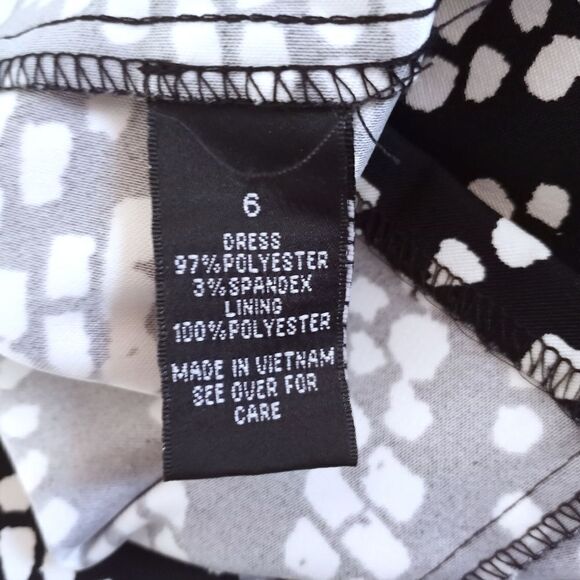 6
DRESS
97%POLYESTER
3%SPANDEX
LINING
100%POLYESTER
MADE IN VIETNAM
SEE OVER FOR
CARE